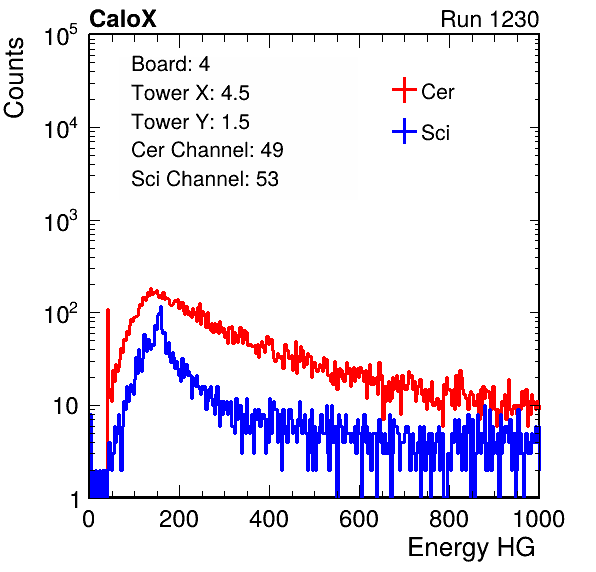 CaloX Run 1230
Counts
10^5
10^4
10^3
10^2
10
1
Board: 4
Tower X: 4.5
Tower Y: 1.5
Cer Channel: 49
Sci Channel: 53
Cer
Sci
0 200 400 600 800 1000
Energy HG